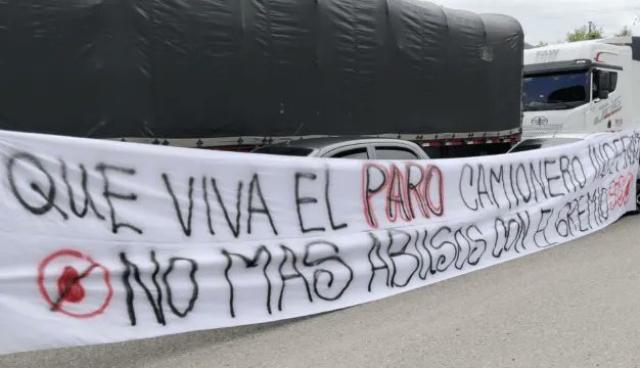 QUE VIVA EL PARO CAMIONERO
NO MAS ABUSOS CON EL GREMIO